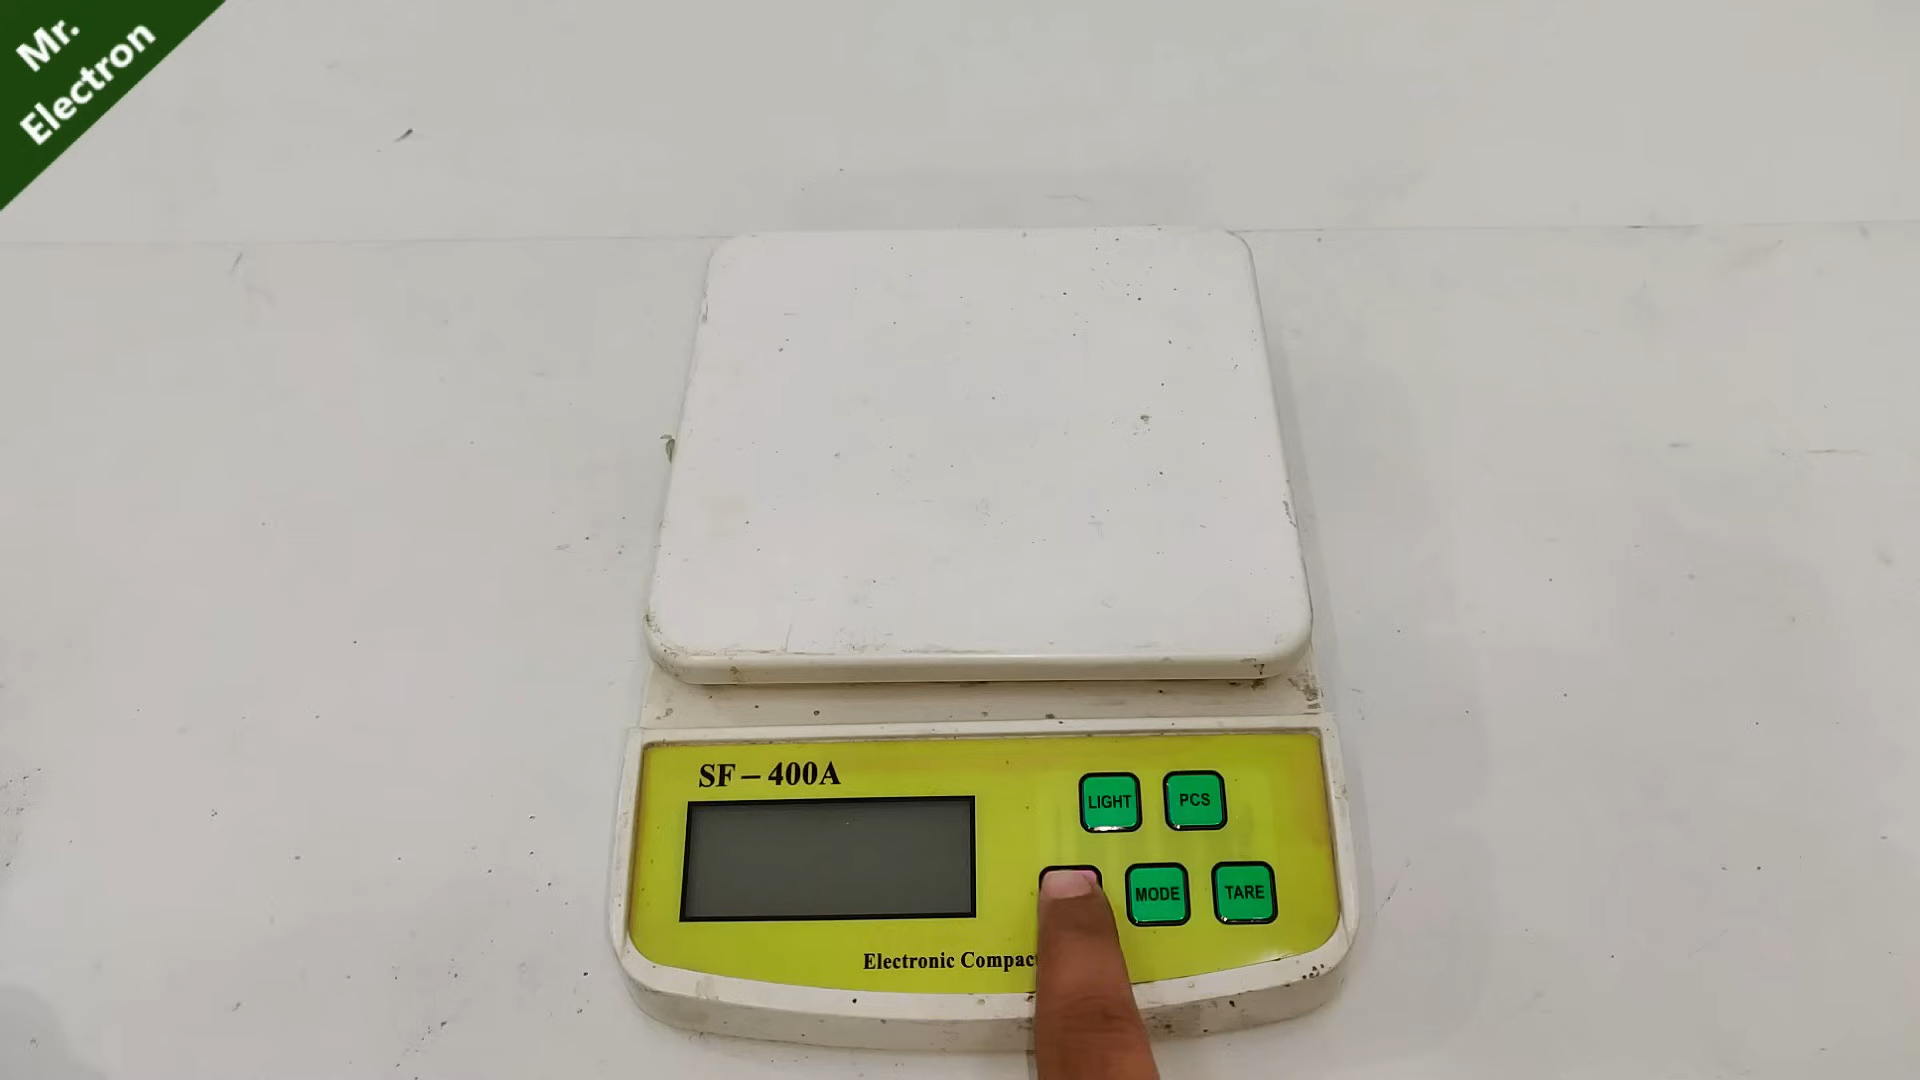 Mr.
Electron
SF – 400A
LIGHT
PCS
MODE
TARE
Electronic Compac